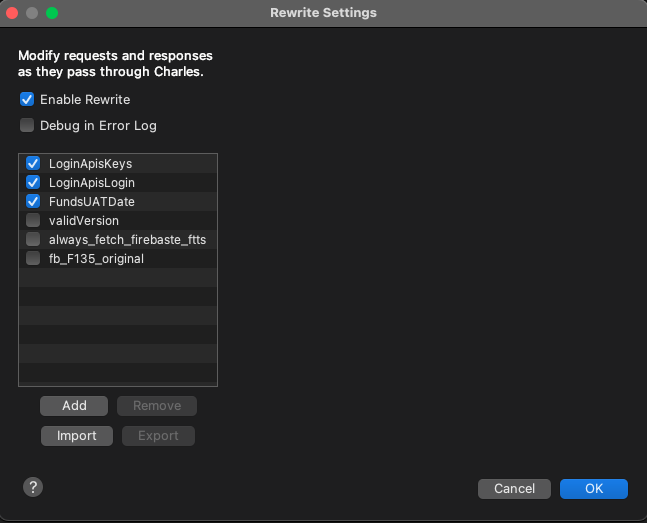 Rewrite Settings
Modify requests and responses
as they pass through Charles.
Enable Rewrite
Debug in Error Log
LoginApisKeys
LoginApisLogin
FundsUATDate
validVersion
always_fetch_firebaste_ftts
fb_F135_original
Add Remove
Import Export
? Cancel OK